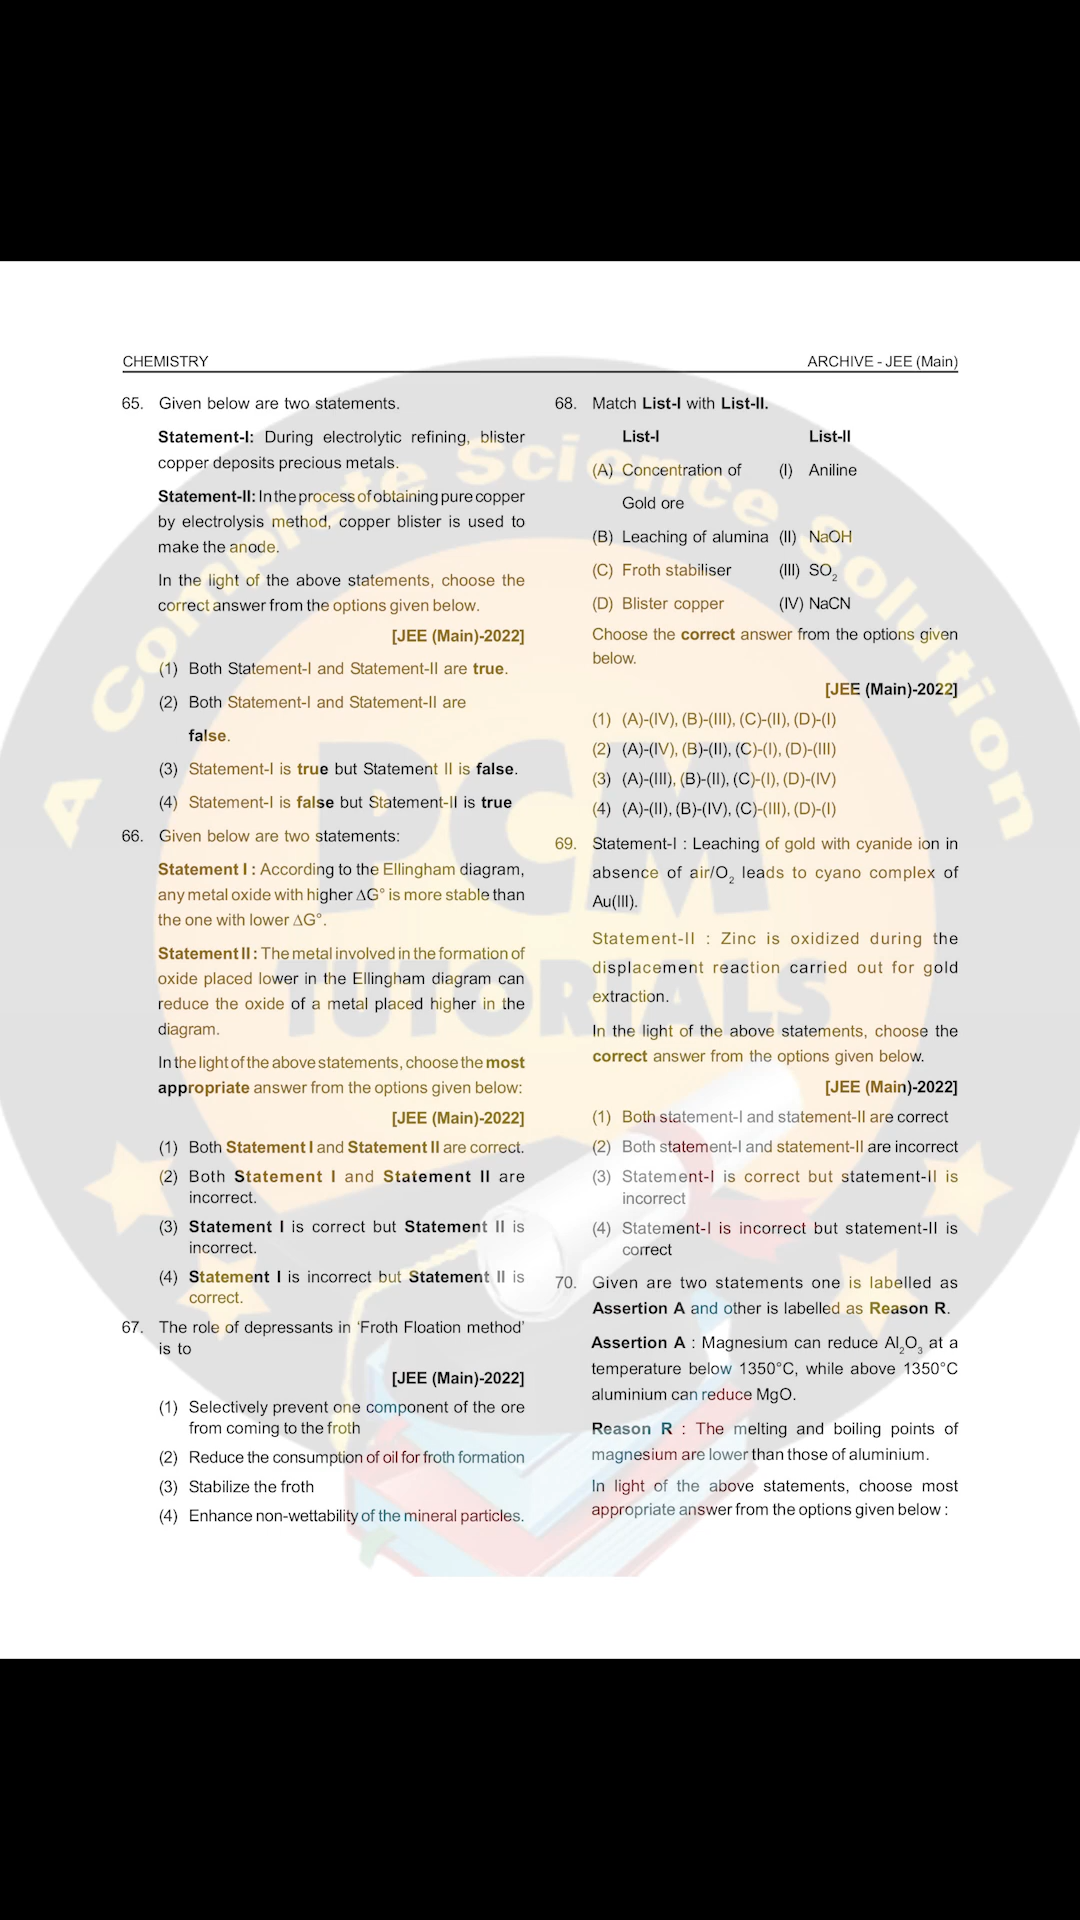 CHEMISTRY
ARCHIVE - JEE (Main)
65. Given below are two statements.
Statement-I: During electrolytic refining, blister
copper deposits precious metals.
Statement-II: In the process of obtaining pure copper
by electrolysis method, copper blister is used to
make the anode.
In the light of the above statements, choose the
correct answer from the options given below.
[JEE (Main)-2022]
(1) Both Statement-I and Statement-II are true.
(2) Both Statement-I and Statement-II are
false.
(3) Statement-I is true but Statement II is false.
(4) Statement-I is false but Statement-II is true
66. Given below are two statements:
Statement I : According to the Ellingham diagram,
any metal oxide with higher ΔG° is more stable than
the one with lower ΔG°.
Statement II : The metal involved in the formation of
oxide placed lower in the Ellingham diagram can
reduce the oxide of a metal placed higher in the
diagram.
In the light of the above statements, choose the most
appropriate answer from the options given below:
[JEE (Main)-2022]
(1) Both Statement I and Statement II are correct.
(2) Both Statement I and Statement II are
incorrect.
(3) Statement I is correct but Statement II is
incorrect.
(4) Statement I is incorrect but Statement II is
correct.
67. The role of depressants in ‘Froth Floation method’
is to
[JEE (Main)-2022]
(1) Selectively prevent one component of the ore
from coming to the froth
(2) Reduce the consumption of oil for froth formation
(3) Stabilize the froth
(4) Enhance non-wettability of the mineral particles.
68. Match List-I with List-II.
List-I List-II
(A) Concentration of (I) Aniline
Gold ore
(B) Leaching of alumina (II) NaOH
(C) Froth stabiliser (III) SO₂
(D) Blister copper (IV) NaCN
Choose the correct answer from the options given
below.
[JEE (Main)-2022]
(1) (A)-(IV), (B)-(III), (C)-(II), (D)-(I)
(2) (A)-(IV), (B)-(II), (C)-(I), (D)-(III)
(3) (A)-(III), (B)-(II), (C)-(I), (D)-(IV)
(4) (A)-(II), (B)-(IV), (C)-(III), (D)-(I)
69. Statement-I : Leaching of gold with cyanide ion in
absence of air/O₂ leads to cyano complex of
Au(III).
Statement-II : Zinc is oxidized during the
displacement reaction carried out for gold
extraction.
In the light of the above statements, choose the
correct answer from the options given below.
[JEE (Main)-2022]
(1) Both statement-I and statement-II are correct
(2) Both statement-I and statement-II are incorrect
(3) Statement-I is correct but statement-II is
incorrect
(4) Statement-I is incorrect but statement-II is
correct
70. Given are two statements one is labelled as
Assertion A and other is labelled as Reason R.
Assertion A : Magnesium can reduce Al₂O₃ at a
temperature below 1350°C, while above 1350°C
aluminium can reduce MgO.
Reason R : The melting and boiling points of
magnesium are lower than those of aluminium.
In light of the above statements, choose most
appropriate answer from the options given below :
A Complete Science Solution
PCM
TUTORIALS